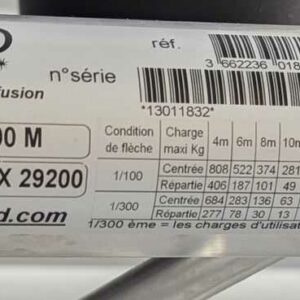 O
réf.
3 662236 018
n°série
fusion
*13011832*
00 M
X 29200
d.com
Condition de flèche Charge maxi Kg 4m 6m 8m 10m
1/100 Centrée 808 522 374 281
Répartie 406 187 101 49
1/300 Centrée 684 283 136 63
Répartie 277 78 30 13
1/300 ème = les charges d'utilisat